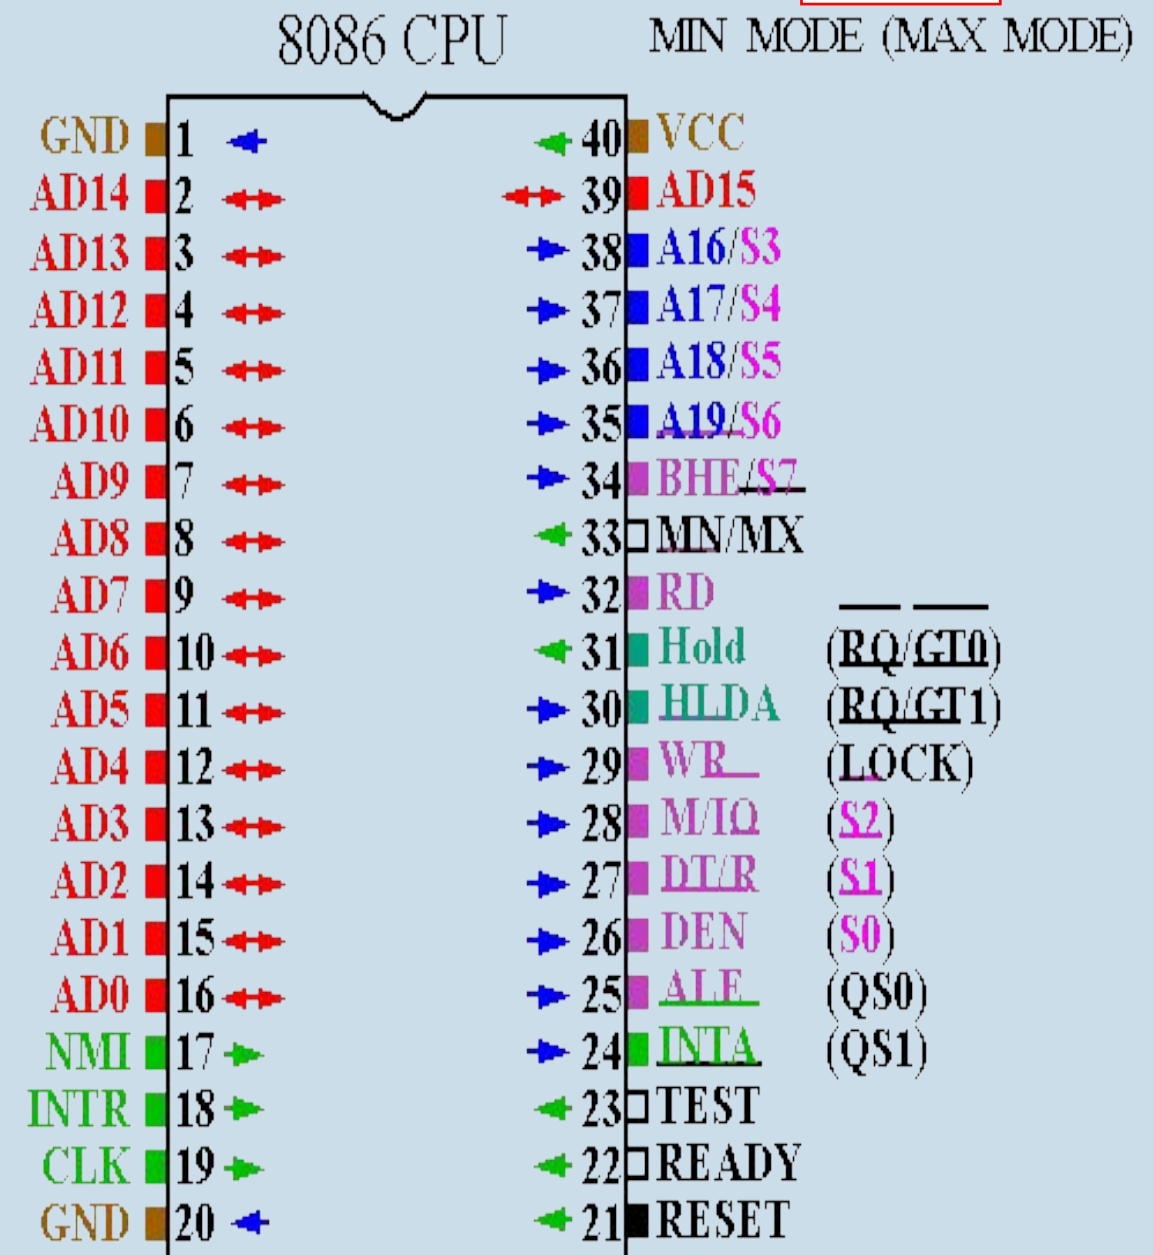 8086 CPU MIN MODE (MAX MODE)
GND 1 40 VCC
AD14 2 39 AD15
AD13 3 38 A16/S3
AD12 4 37 A17/S4
AD11 5 36 A18/S5
AD10 6 35 A19/S6
AD9 7 34 BHE/S7
AD8 8 33 MN/MX
AD7 9 32 RD
AD6 10 31 Hold (RQ/GT0)
AD5 11 30 HLDA (RQ/GT1)
AD4 12 29 WR (LOCK)
AD3 13 28 M/IO (S2)
AD2 14 27 DT/R (S1)
AD1 15 26 DEN (S0)
AD0 16 25 ALE (QS0)
NMI 17 24 INTA (QS1)
INTR 18 23 TEST
CLK 19 22 READY
GND 20 21 RESET